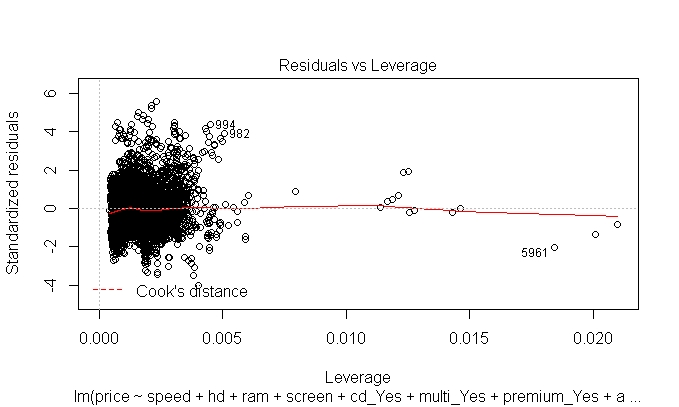 Residuals vs Leverage
Standardized residuals
6
4
2
0
-2
-4
994
982
5961
Cook's distance
0.000 0.005 0.010 0.015 0.020
Leverage
lm(price ~ speed + hd + ram + screen + cd_Yes + multi_Yes + premium_Yes + a ...